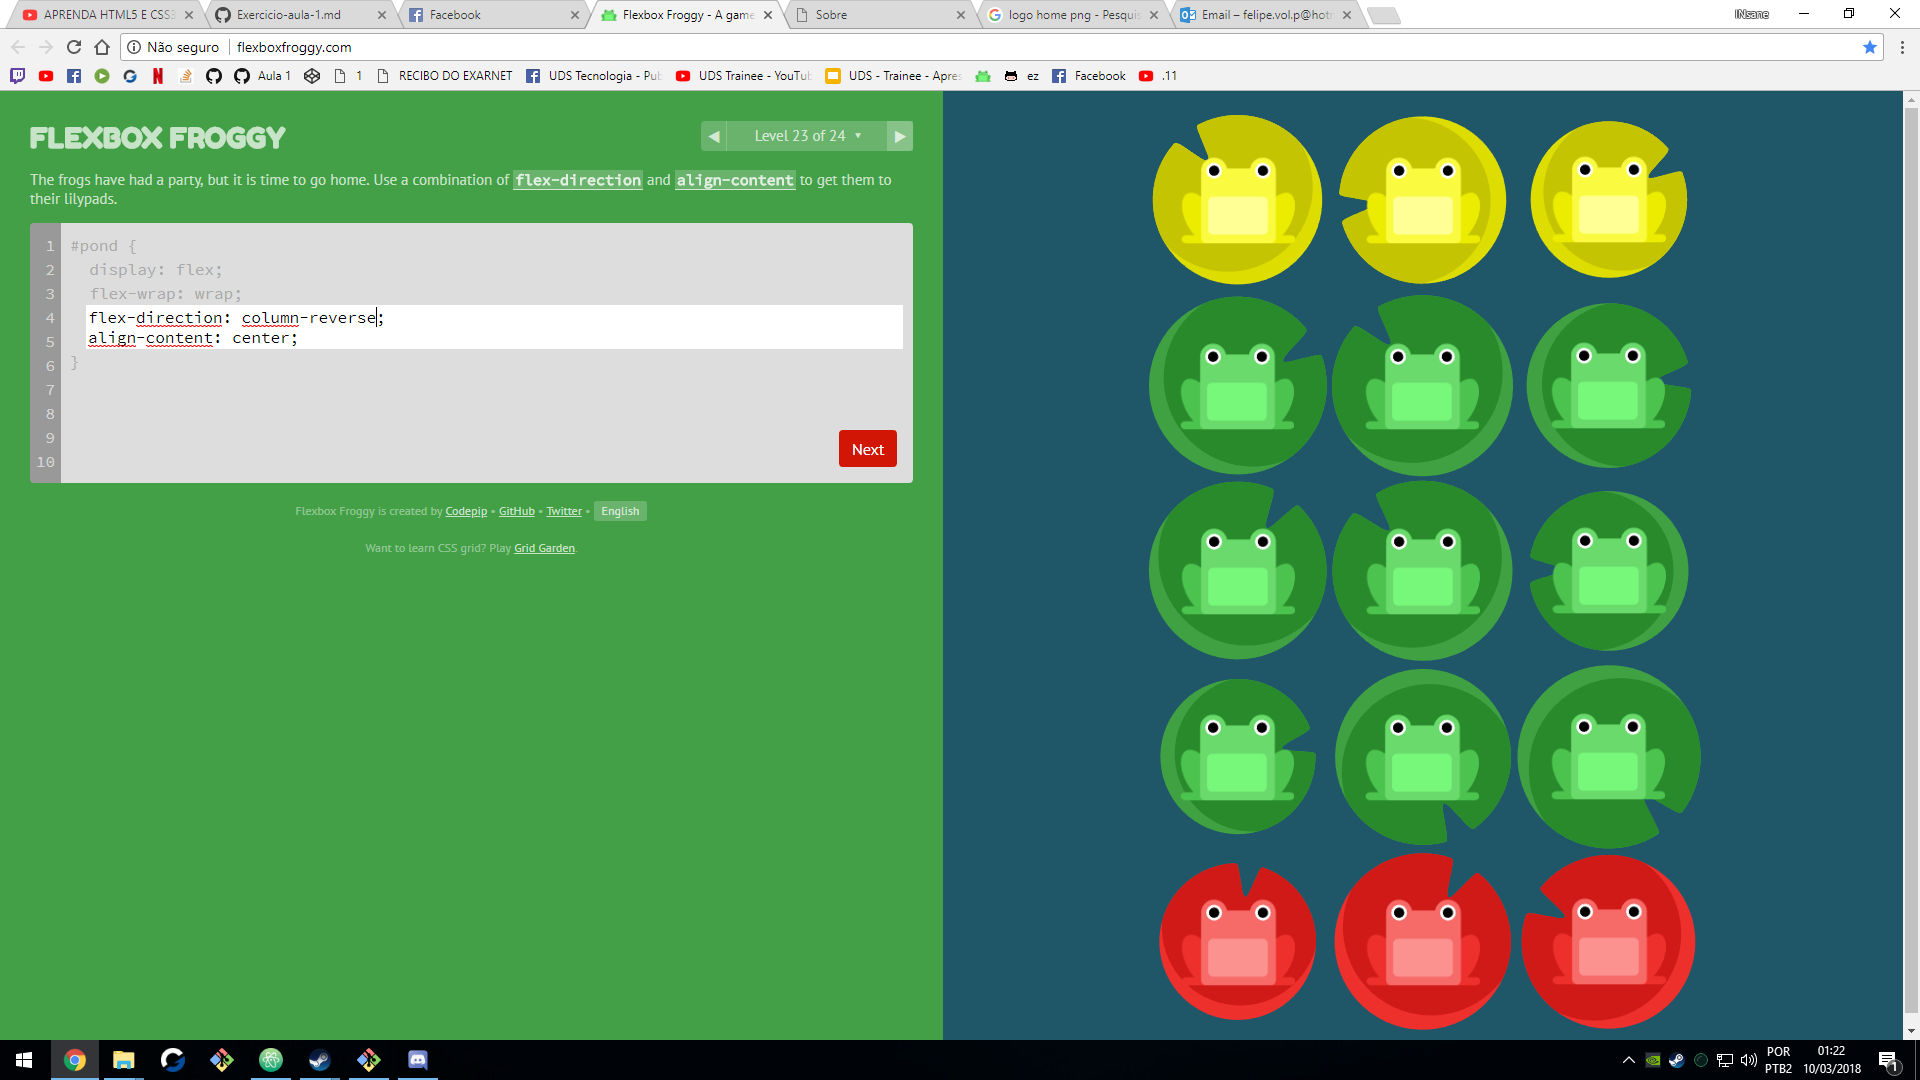 APRENDA HTML5 E CSS3
Exercicio-aula-1.md
Facebook
Flexbox Froggy - A game
Sobre
logo home png - Pesquis
Email – felipe.vol.p@hotm
INsane
Não seguro
flexboxfroggy.com
Aula 1
1
RECIBO DO EXARNET
UDS Tecnologia - Pub
UDS Trainee - YouTub
UDS - Trainee - Apres
ez
Facebook
.11
FLEXBOX FROGGY
◀ Level 23 of 24 ▼ ▶
The frogs have had a party, but it is time to go home. Use a combination of flex-direction and align-content to get them to
their lilypads.
1 #pond {
2 display: flex;
3 flex-wrap: wrap;
4 flex-direction: column-reverse;
5 align-content: center;
6 }
7
8
9
10
Next
Flexbox Froggy is created by Codepip • GitHub • Twitter • English
Want to learn CSS grid? Play Grid Garden.
POR
PTB2
01:22
10/03/2018
1